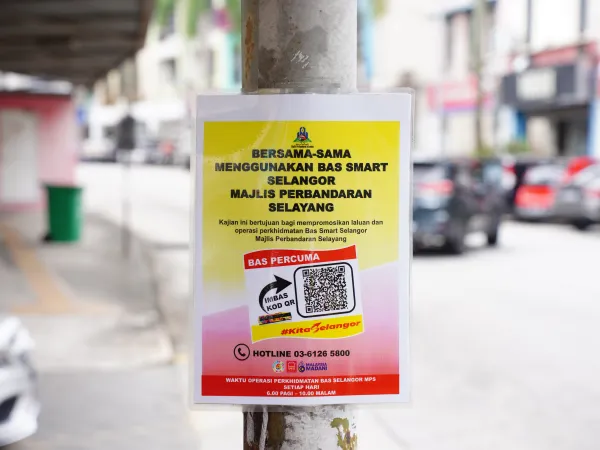 BERSAMA-SAMA
MENGGUNAKAN BAS SMART
SELANGOR
MAJLIS PERBANDARAN
SELAYANG
Kajian ini bertujuan bagi mempromosikan laluan dan
operasi perkhidmatan Bas Smart Selangor
Majlis Perbandaran Selayang
BAS PERCUMA
IMBAS
KOD QR
#KitaSelangor
HOTLINE 03-6126 5800
MALAYSIA
MADANI
WAKTU OPERASI PERKHIDMATAN BAS SELANGOR MPS
SETIAP HARI
6.00 PAGI - 10.00 MALAM